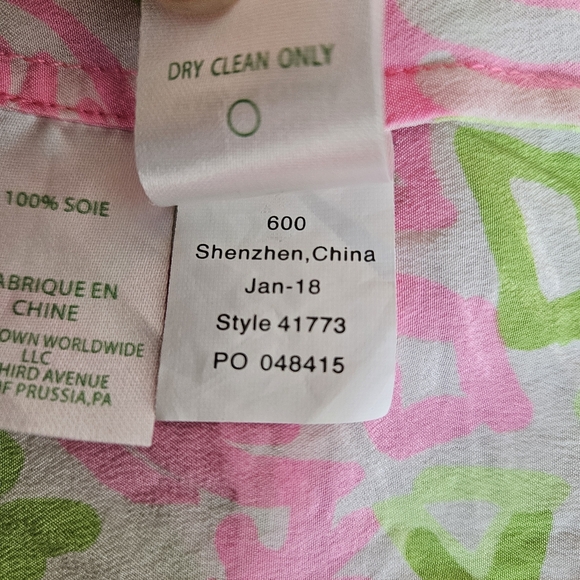 DRY CLEAN ONLY
100% SOIE
ABRIQUE EN
CHINE
OWN WORLDWIDE
LLC
HIRD AVENUE
OF PRUSSIA,PA
600
Shenzhen,China
Jan-18
Style 41773
PO 048415